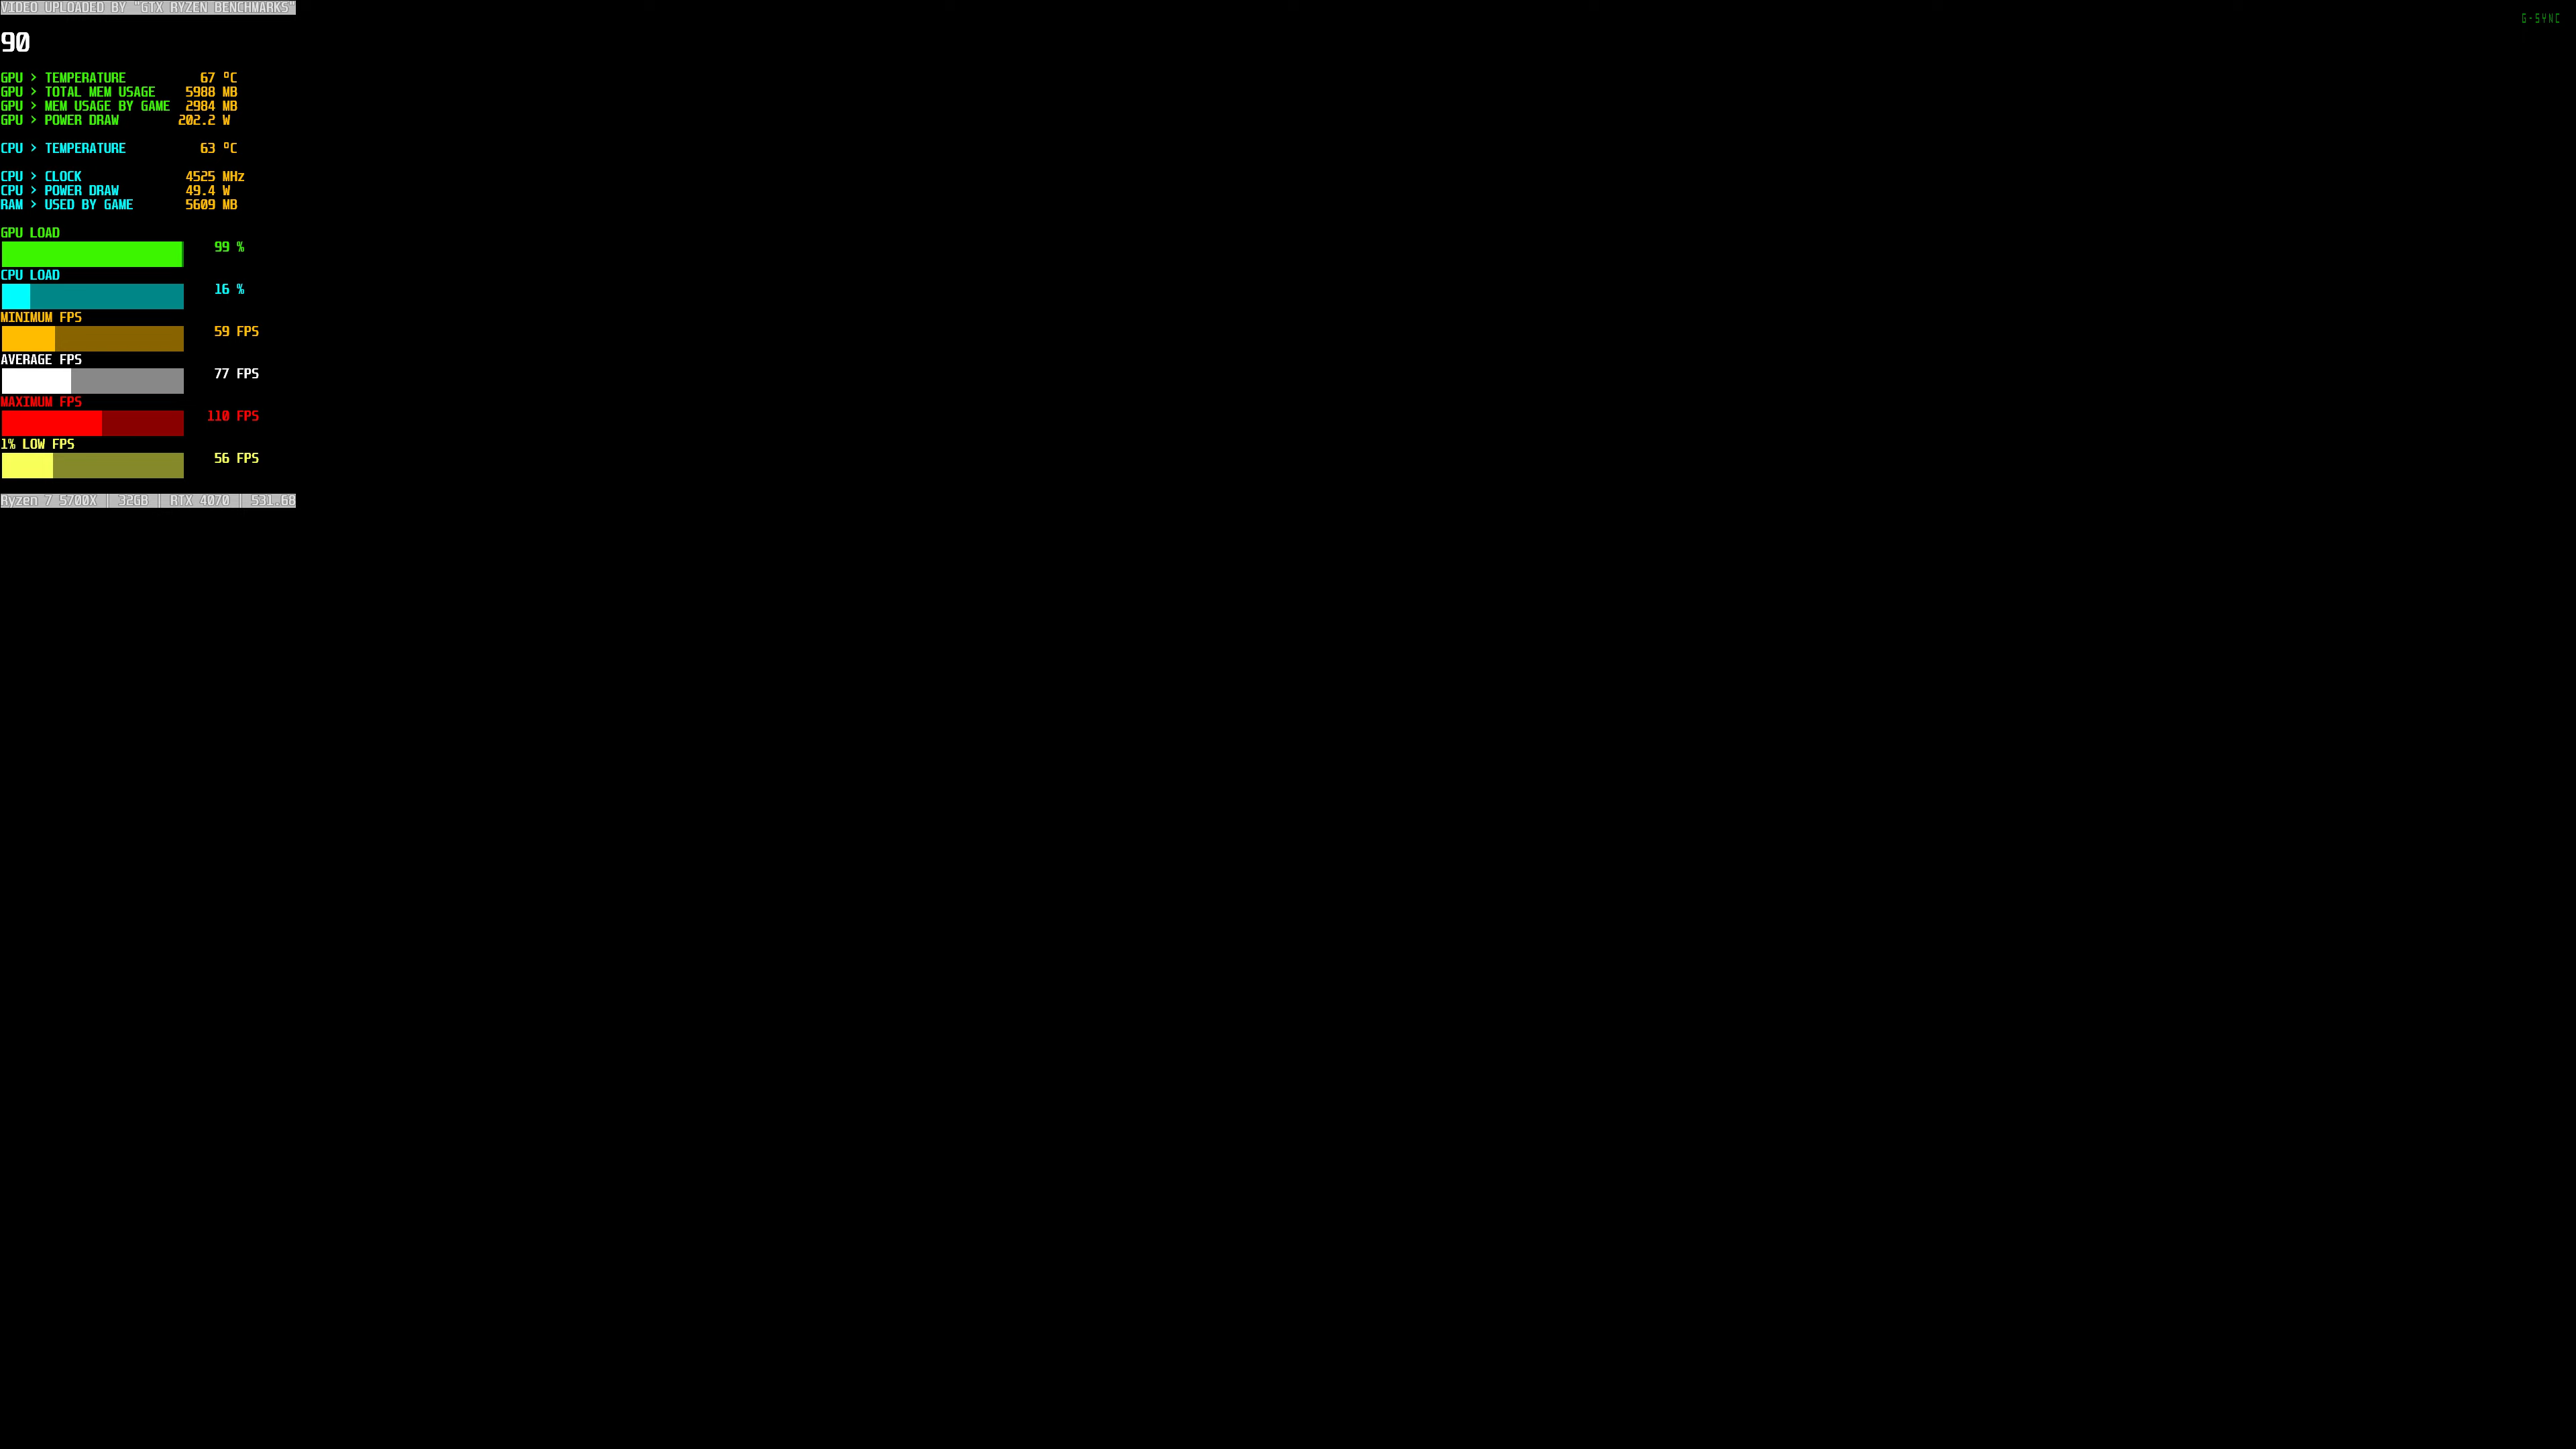 VIDEO UPLOADED BY "GTX RYZEN BENCHMARKS"
G-SYNC
90
GPU > TEMPERATURE 67 °C
GPU > TOTAL MEM USAGE 5988 MB
GPU > MEM USAGE BY GAME 2984 MB
GPU > POWER DRAW 202.2 W
CPU > TEMPERATURE 63 °C
CPU > CLOCK 4525 MHz
CPU > POWER DRAW 49.4 W
RAM > USED BY GAME 5609 MB
GPU LOAD
99 %
CPU LOAD
16 %
MINIMUM FPS
59 FPS
AVERAGE FPS
77 FPS
MAXIMUM FPS
110 FPS
1% LOW FPS
56 FPS
Ryzen 7 5700X | 32GB | RTX 4070 | 531.68